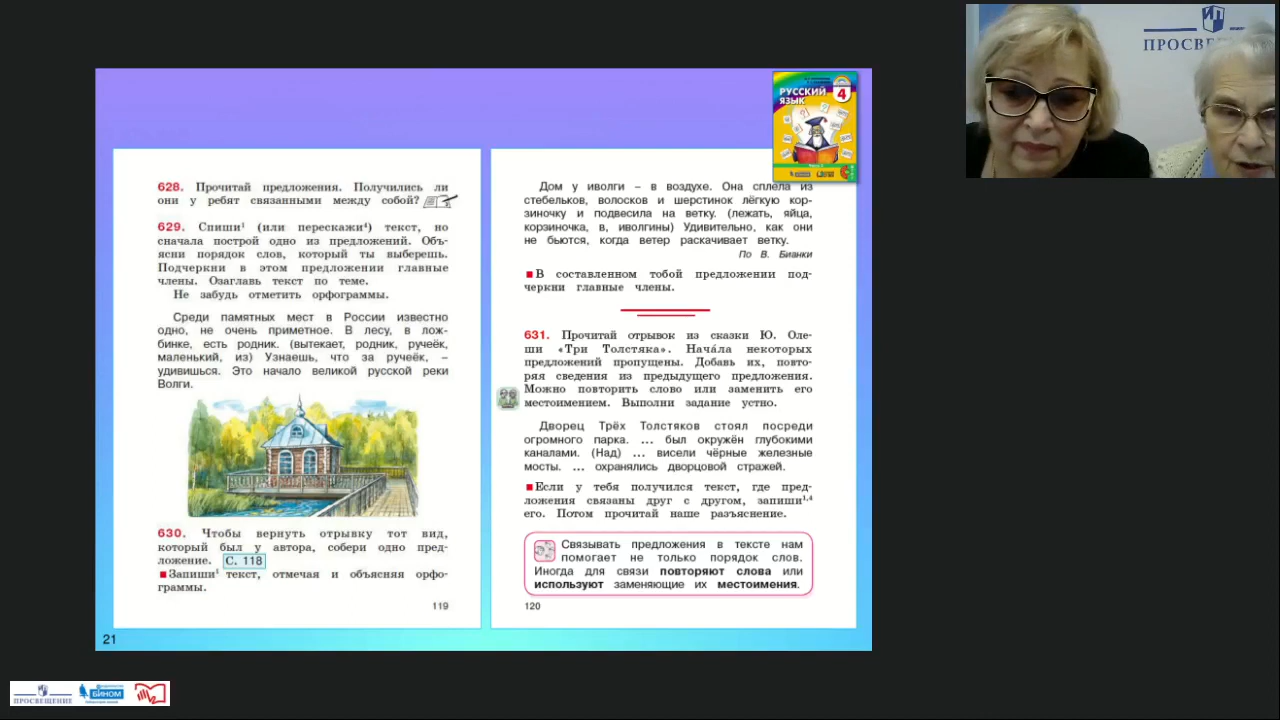 ПРОСВЕЩЕ
РУССКИЙ
ЯЗЫК
4
628. Прочитай предложения. Получились ли
они у ребят связанными между собой?
629. Спиши¹ (или перескажи⁴) текст, но
сначала построй одно из предложений. Объ-
ясни порядок слов, который ты выберешь.
Подчеркни в этом предложении главные
члены. Озаглавь текст по теме.
Не забудь отметить орфограммы.
Среди памятных мест в России известно
одно, не очень приметное. В лесу, в лож-
бинке, есть родник. (вытекает, родник, ручеёк,
маленький, из) Узнаешь, что за ручеёк, –
удивишься. Это начало великой русской реки
Волги.
630. Чтобы вернуть отрывку тот вид,
который был у автора, собери одно пред-
ложение. С. 118
Запиши¹ текст, отмечая и объясняя орфо-
граммы.
119
Дом у иволги – в воздухе. Она сплела из
стебельков, волосков и шерстинок лёгкую кор-
зиночку и подвесила на ветку. (лежать, яйца,
корзиночка, в, иволгины) Удивительно, как они
не бьются, когда ветер раскачивает ветку.
По В. Бианки
В составленном тобой предложении под-
черкни главные члены.
631. Прочитай отрывок из сказки Ю. Оле-
ши «Три Толстяка». Нача́ла некоторых
предложений пропущены. Добавь их, повто-
ряя сведения из предыдущего предложения.
Можно повторить слово или заменить его
местоимением. Выполни задание устно.
Дворец Трёх Толстяков стоял посреди
огромного парка. ... был окружён глубокими
каналами. (Над) ... висели чёрные железные
мосты. ... охранялись дворцовой стражей.
Если у тебя получился текст, где пред-
ложения связаны друг с другом, запиши¹,⁴
его. Потом прочитай наше разъяснение.
Связывать предложения в тексте нам
помогает не только порядок слов.
Иногда для связи повторяют слова или
используют заменяющие их местоимения.
120
21
ПРОСВЕЩЕНИЕ
БИНОМ